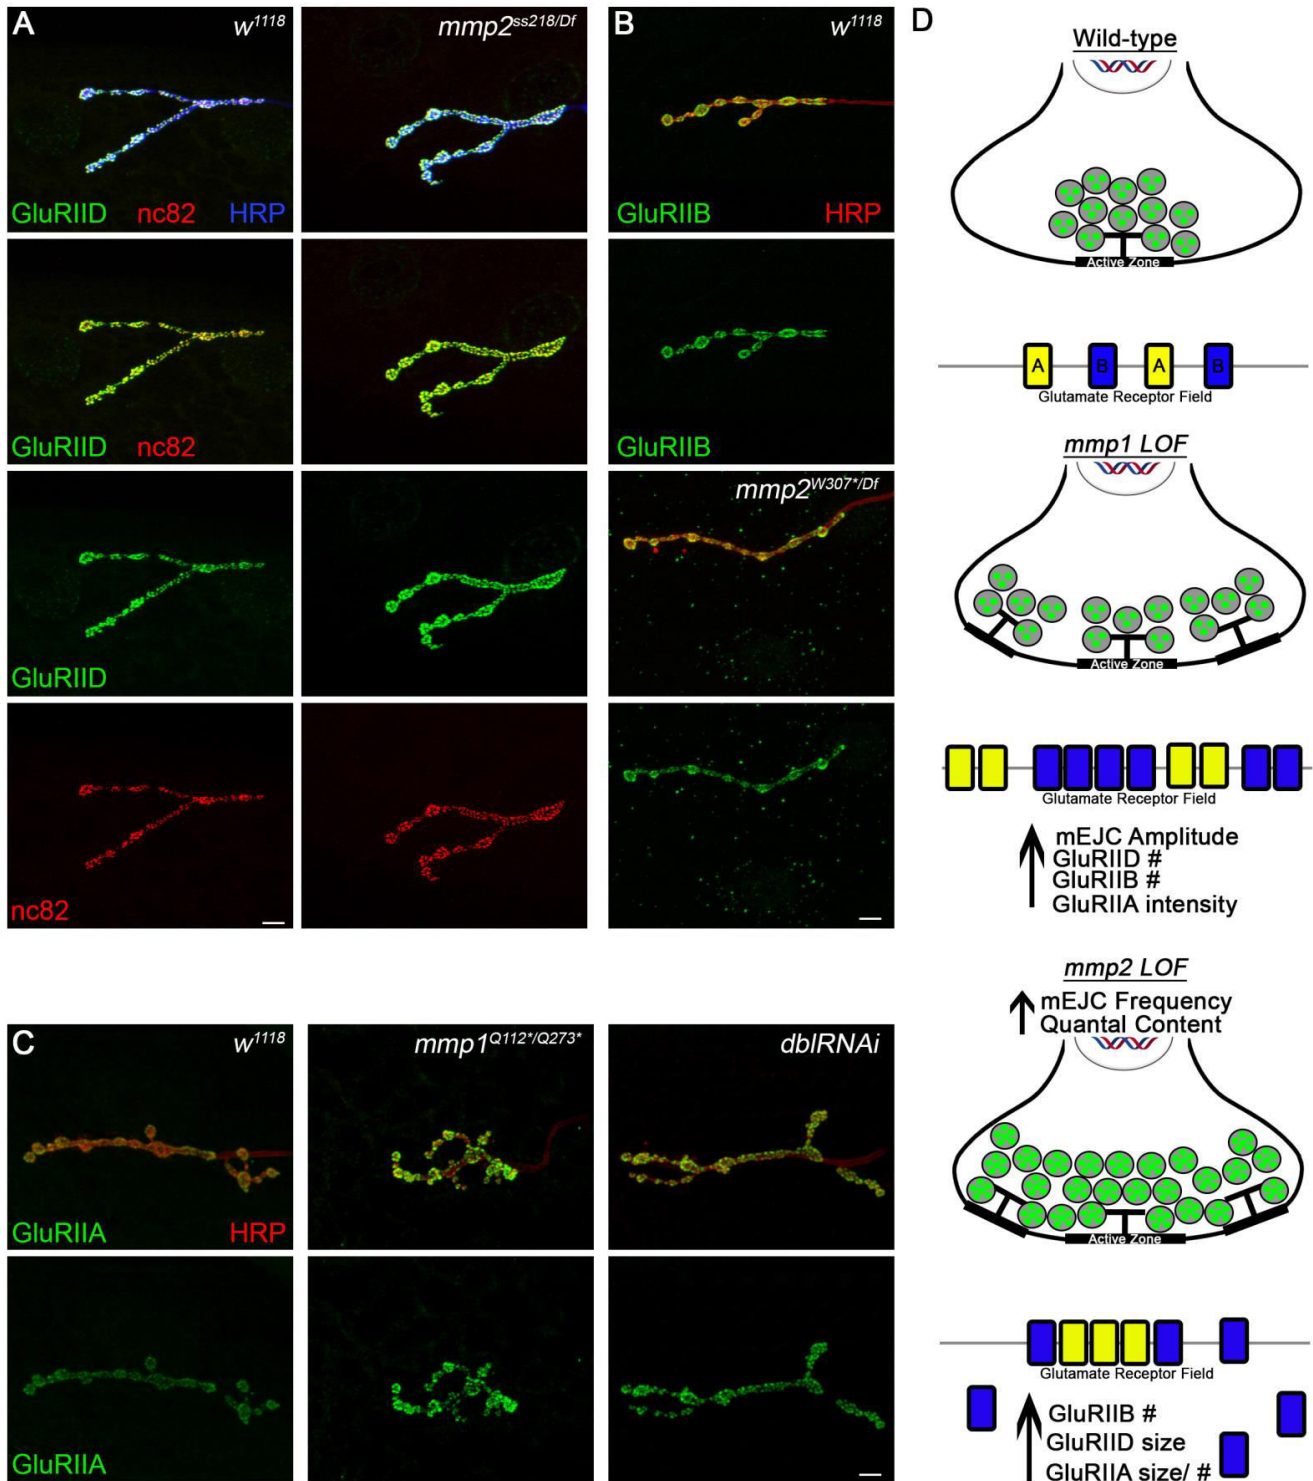 A
w1118
mmp2ss218/Df
GluRIID nc82 HRP
GluRIID nc82
GluRIID
nc82
B
w1118
GluRIIB HRP
GluRIIB
mmp2W307*/Df
C
w1118
mmp1Q112*/Q273*
dblRNAi
GluRIIA HRP
GluRIIA
D
Wild-type
Active Zone
A B A B
Glutamate Receptor Field
mmp1 LOF
Active Zone
Glutamate Receptor Field
mEJC Amplitude
GluRIID #
GluRIIB #
GluRIIA intensity
mmp2 LOF
mEJC Frequency
Quantal Content
Active Zone
Glutamate Receptor Field
GluRIIB #
GluRIID size
GluRIIA size/ #